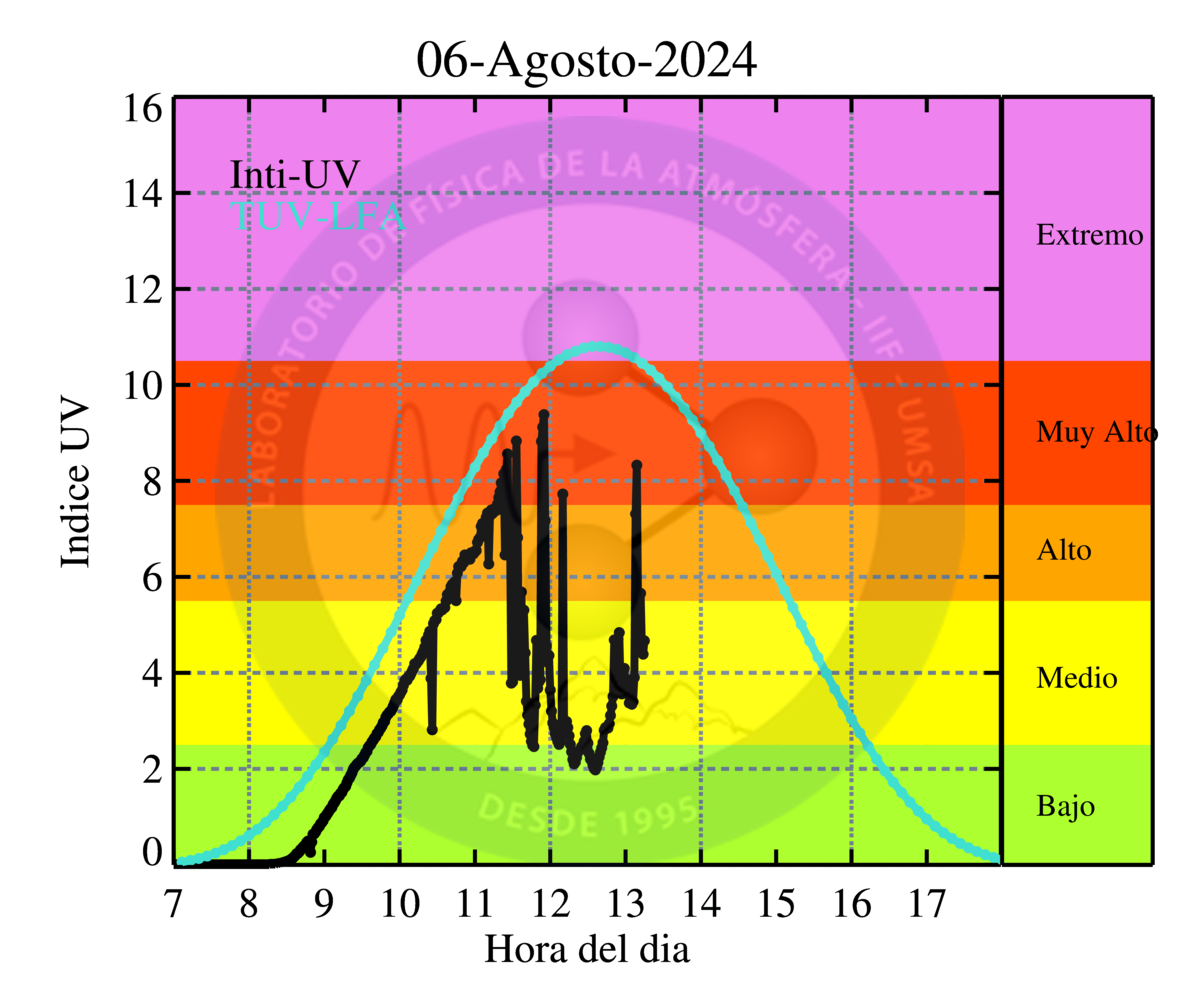 06-Agosto-2024
16
14
12
10
8
6
4
2
0
Indice UV
Inti-UV
TUV-LFA
LABORATORIO DE FÍSICA DE LA ATMÓSFERA - IIF - UMSA
DESDE 1995
Extremo
Muy Alto
Alto
Medio
Bajo
7 8 9 10 11 12 13 14 15 16 17
Hora del dia